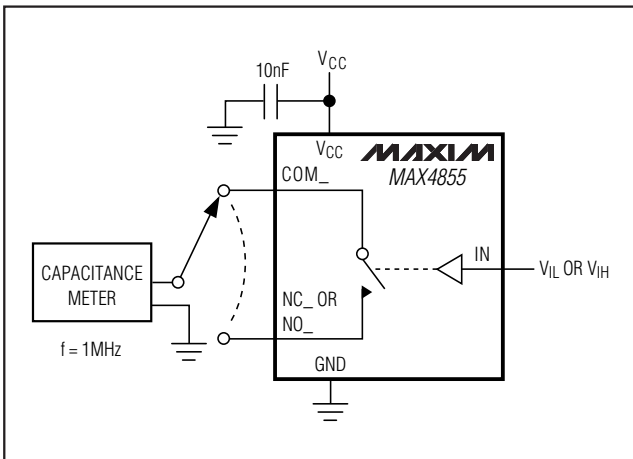 VCC
10nF
VCC
MAXIM
MAX4855
COM_
IN
VIL OR VIH
CAPACITANCE
METER
NC_ OR
NO_
f = 1MHz
GND